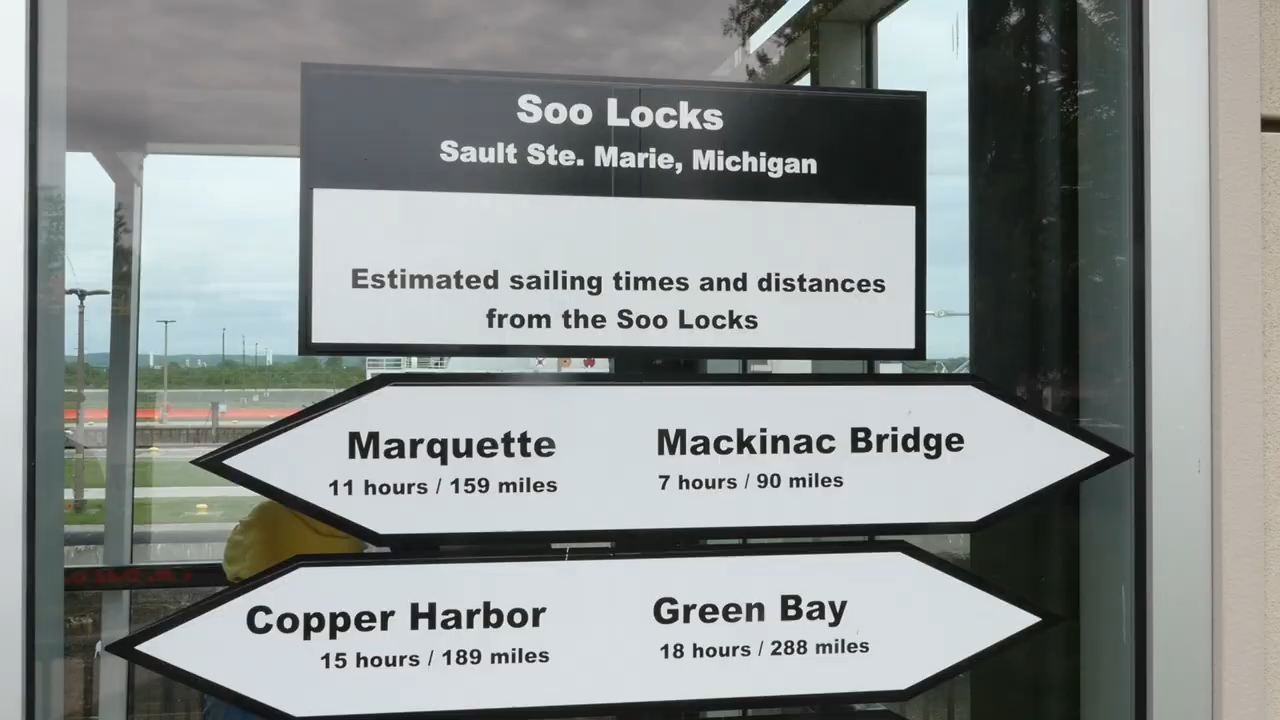 Soo Locks
Sault Ste. Marie, Michigan
Estimated sailing times and distances
from the Soo Locks
Marquette
11 hours / 159 miles
Mackinac Bridge
7 hours / 90 miles
Copper Harbor
15 hours / 189 miles
Green Bay
18 hours / 288 miles